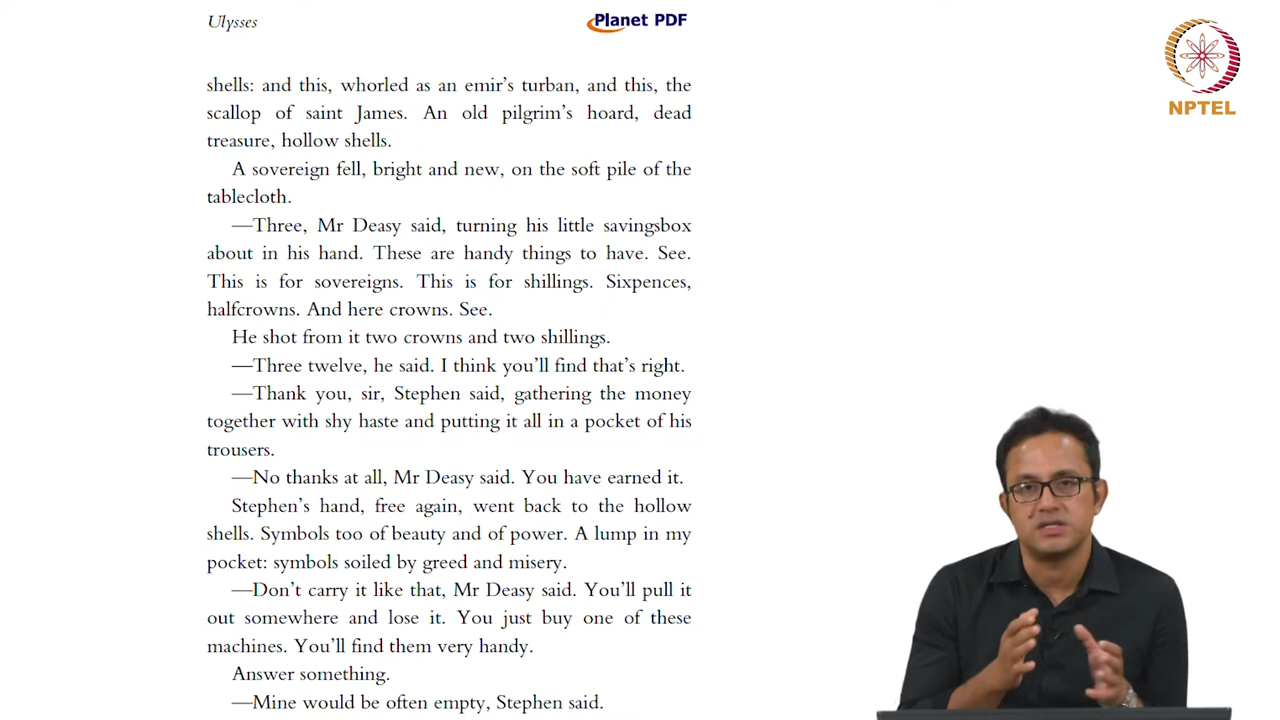 Ulysses
Planet PDF
NPTEL
shells: and this, whorled as an emir’s turban, and this, the
scallop of saint James. An old pilgrim’s hoard, dead
treasure, hollow shells.
A sovereign fell, bright and new, on the soft pile of the
tablecloth.
—Three, Mr Deasy said, turning his little savingsbox
about in his hand. These are handy things to have. See.
This is for sovereigns. This is for shillings. Sixpences,
halfcrowns. And here crowns. See.
He shot from it two crowns and two shillings.
—Three twelve, he said. I think you’ll find that’s right.
—Thank you, sir, Stephen said, gathering the money
together with shy haste and putting it all in a pocket of his
trousers.
—No thanks at all, Mr Deasy said. You have earned it.
Stephen’s hand, free again, went back to the hollow
shells. Symbols too of beauty and of power. A lump in my
pocket: symbols soiled by greed and misery.
—Don’t carry it like that, Mr Deasy said. You’ll pull it
out somewhere and lose it. You just buy one of these
machines. You’ll find them very handy.
Answer something.
—Mine would be often empty, Stephen said.